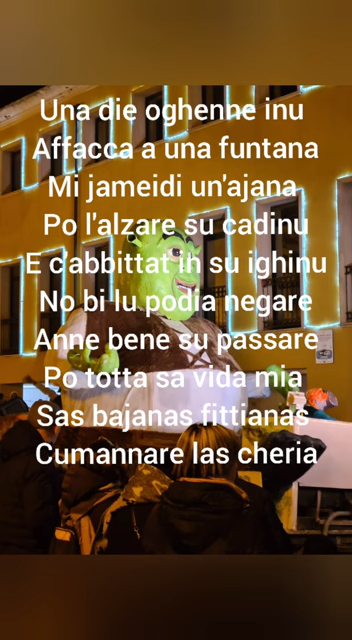 Una die oghenne inu
Affacca a una funtana
Mi jameidi un'ajana
Po l'alzare su cadinu
E c'abbittat in su ighinu
No bi lu podia negare
Anne bene su passare
Po totta sa vida mia
Sas bajanas fittianas
Cumannare las cheria